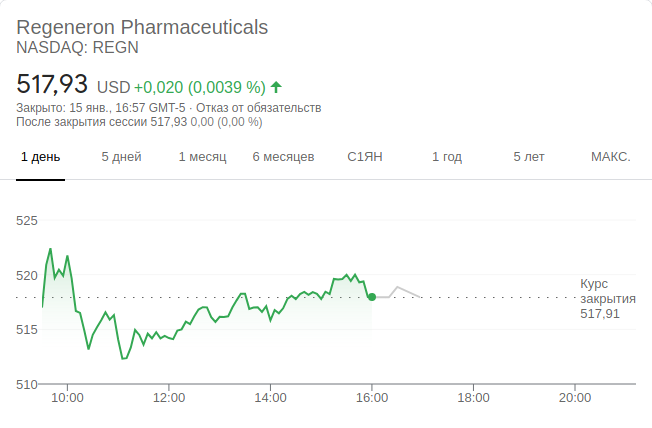 Regeneron Pharmaceuticals
NASDAQ: REGN
517,93 USD +0,020 (0,0039 %)
Закрыто: 15 янв., 16:57 GMT-5 · Отказ от обязательств
После закрытия сессии 517,93 0,00 (0,00 %)
1 день 5 дней 1 месяц 6 месяцев С1ЯН 1 год 5 лет МАКС.
525
520
Курс
закрытия
517,91
515
510
10:00 12:00 14:00 16:00 18:00 20:00